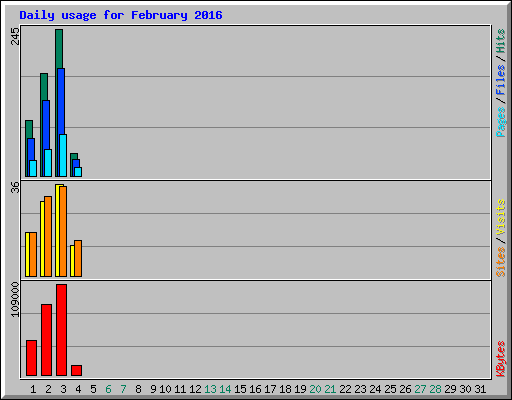 Daily usage for February 2016
245
Pages / Files / Hits
36
Sites / Visits
109000
KBytes
1 2 3 4 5 6 7 8 9 10 11 12 13 14 15 16 17 18 19 20 21 22 23 24 25 26 27 28 29 30 31